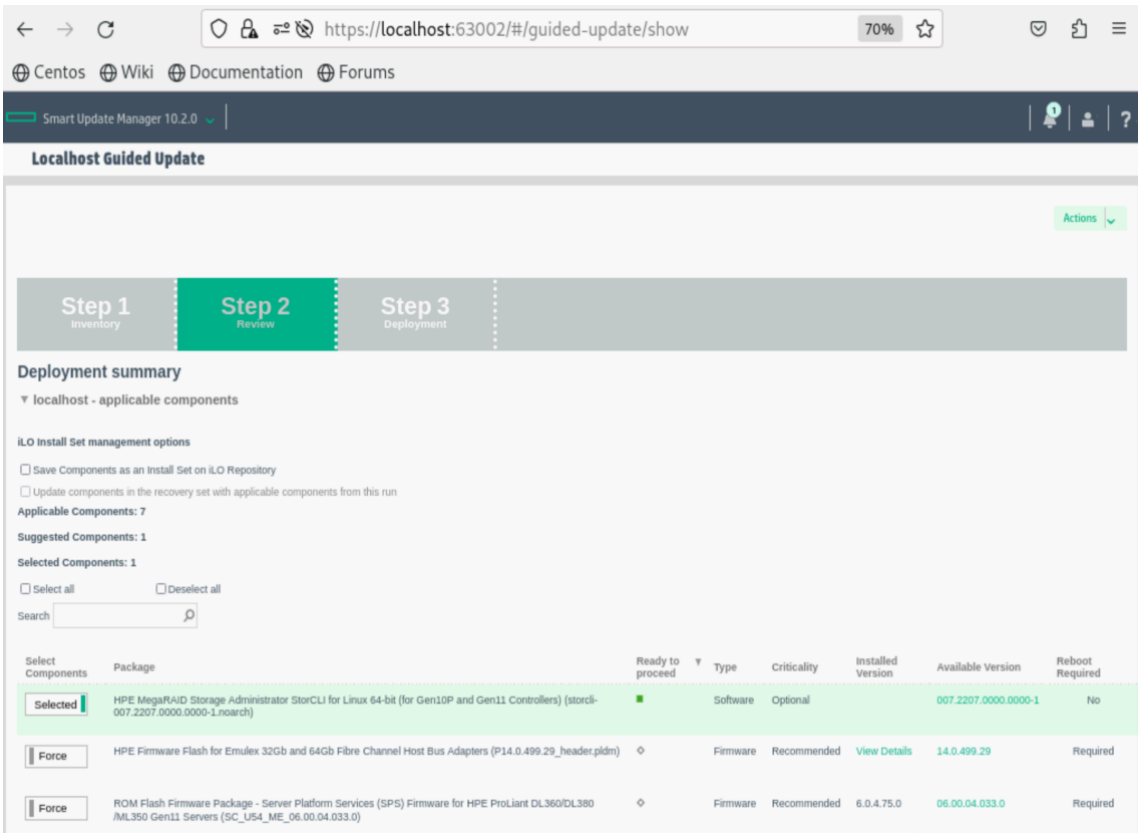 https://localhost:63002/#/guided-update/show
70%
Centos Wiki Documentation Forums
Smart Update Manager 10.2.0
1
?
Localhost Guided Update
Actions
Step 1
Inventory
Step 2
Review
Step 3
Deployment
Deployment summary
localhost - applicable components
iLO Install Set management options
Save Components as an Install Set on iLO Repository
Update components in the recovery set with applicable components from this run
Applicable Components: 7
Suggested Components: 1
Selected Components: 1
Select all Deselect all
Search
Select Components Package Ready to proceed Type Criticality Installed Version Available Version Reboot Required
Selected HPE MegaRAID Storage Administrator StorCLI for Linux 64-bit (for Gen10P and Gen11 Controllers) (storcli- Software Optional 007.2207.0000.0000-1 No
007.2207.0000.0000-1.noarch)
Force HPE Firmware Flash for Emulex 32Gb and 64Gb Fibre Channel Host Bus Adapters (P14.0.499.29_header.pldm) Firmware Recommended View Details 14.0.499.29 Required
Force ROM Flash Firmware Package - Server Platform Services (SPS) Firmware for HPE ProLiant DL360/DL380 Firmware Recommended 6.0.4.75.0 06.00.04.033.0 Required
/ML350 Gen11 Servers (SC_U54_ME_06.00.04.033.0)